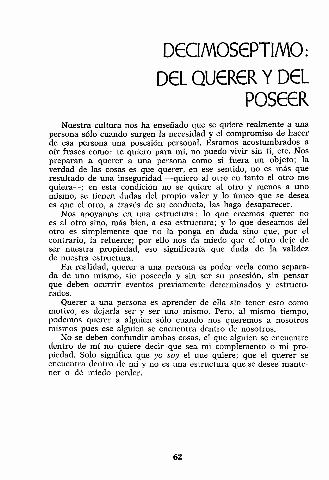 DECIMOSEPTIMO:
DEL QUERER Y DEL
POSEER
Nuestra cultura nos ha enseñado que se quiere realmente a una
persona sólo cuando surgen la necesidad y el compromiso de hacer
de esa persona una posesión personal. Estamos acostumbrados a
oír frases como: te quiero para mí, no puedo vivir sin ti, etc. Nos
preparan a querer a una persona como si fuera un objeto; la
verdad de las cosas es que querer, en ese sentido, no es más que
resultado de una inseguridad —quiero al otro en tanto el otro me
quiera—; en esta condición no se quiere al otro y menos a uno
mismo, se tienen dudas del propio valer y lo único que se desea
es que el otro, a través de su conducta, las haga desaparecer.
Nos apoyamos en una estructura: lo que creemos querer no
es al otro sino, más bien, a esa estructura; y lo que deseamos del
otro es simplemente que no la ponga en duda sino que, por el
contrario, la refuerce; por ello nos da miedo que el otro deje de
ser nuestra propiedad, eso significaría que duda de la validez
de nuestra estructura.
En realidad, querer a una persona es poder verla como separa-
da de uno mismo, sin poseerla y sin ser su posesión, sin pensar
que deben ocurrir eventos previamente determinados y estructu-
rados.
Querer a una persona es aprender de ella sin tener esto como
motivo, es dejarla ser y ser uno mismo. Pero, al mismo tiempo,
podemos querer a alguien sólo cuando nos queremos a nosotros
mismos pues ese alguien se encuentra dentro de nosotros.
No se deben confundir ambas cosas, el que alguien se encuentre
dentro de mí no quiere decir que sea mi complemento o mi pro-
piedad. Sólo significa que yo soy el que quiere; que el querer se
encuentra dentro de mí y no es una estructura que se desee mante-
ner o dé miedo perder.
62